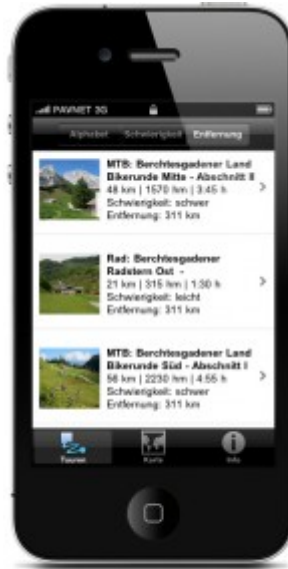 PAVNET 3G
Alphabet Schwierigkeit Entfernung
MTB: Berchtesgadener Land
Bikerunde Mitte - Abschnitt II
48 km | 1570 hm | 3:45 h
Schwierigkeit: schwer
Entfernung: 311 km
Rad: Berchtesgadener
Radstern Ost -
21 km | 315 hm | 1:30 h
Schwierigkeit: leicht
Entfernung: 311 km
MTB: Berchtesgadener Land
Bikerunde Süd - Abschnitt I
56 km | 2230 hm | 4:55 h
Schwierigkeit: schwer
Entfernung: 311 km
Touren Karte Info